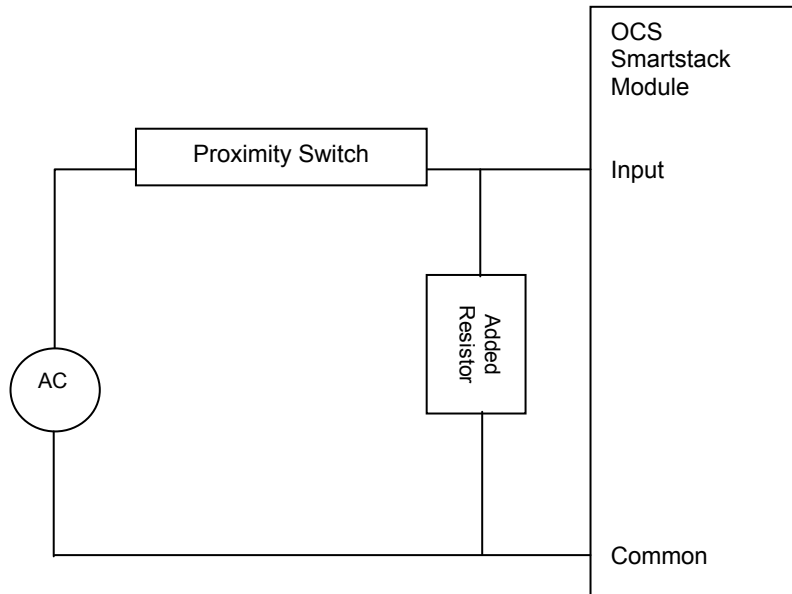 OCS
Smartstack
Module
Proximity Switch
Input
Added
Resistor
AC
Common